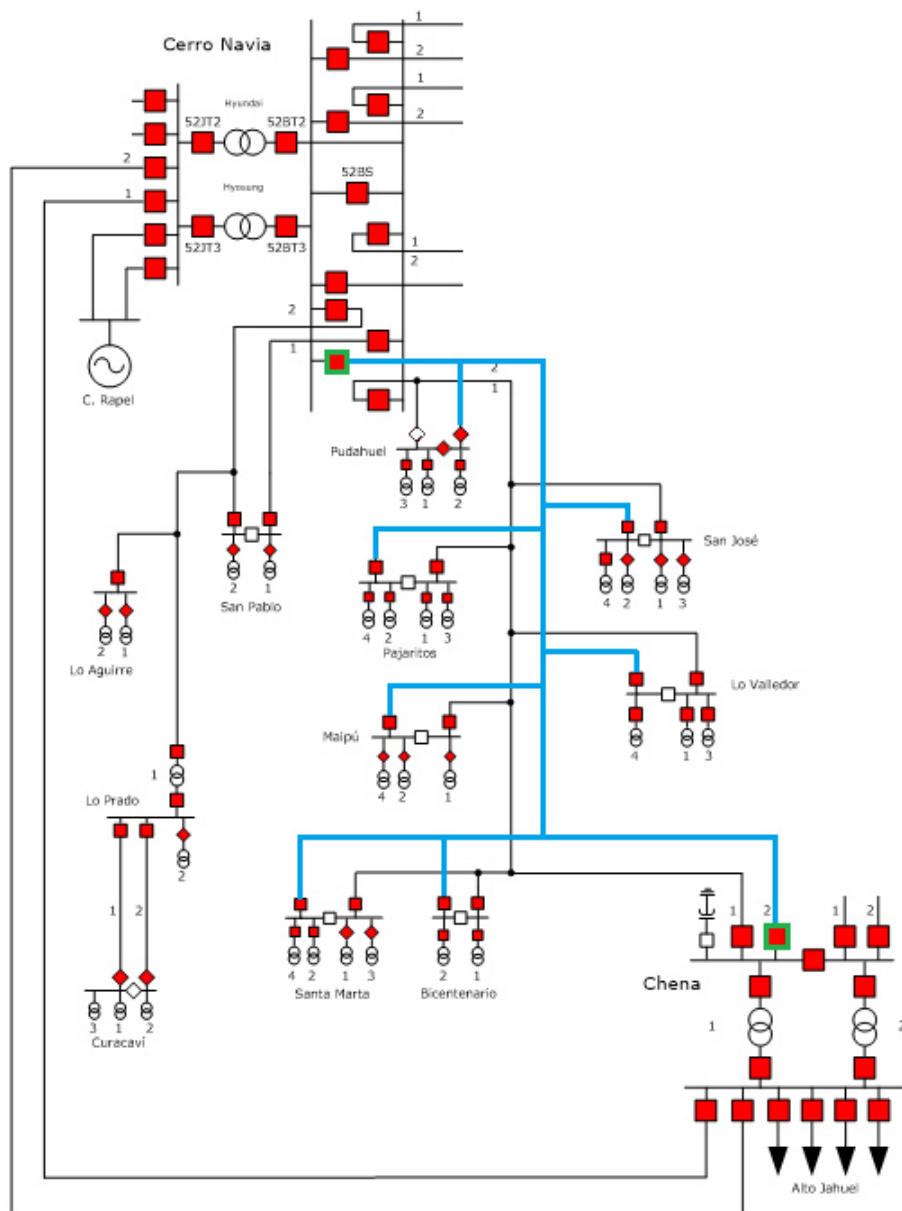 Cerro Navia
1
2
1
2
Hyundai
52JT2
52BT2
2
52BS
Hyosung
1
52JT3
52BT3
1
2
2
1
2
1
C. Rapel
Pudahuel
3
1
2
San José
4
2
1
3
2
1
San Pablo
4
2
1
3
Pajaritos
2
1
Lo Aguirre
Lo Valledor
4
1
3
Maipú
4
2
1
1
Lo Prado
2
1
2
3
1
2
Curacaví
4
2
1
3
Santa Marta
2
1
Bicentenario
1
2
1
2
Chena
1
2
Alto Jahuel